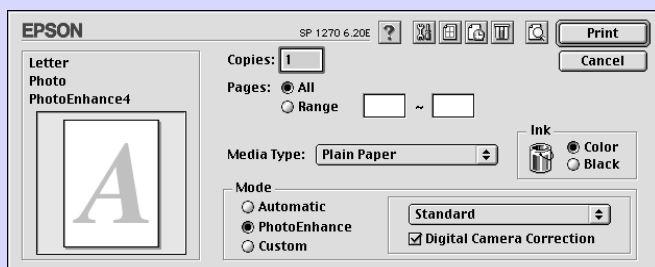 EPSON
SP 1270 6.20E
?
Print
Cancel
Letter
Photo
PhotoEnhance4
A
Copies: 1
Pages: All
Range ~
Media Type: Plain Paper
Ink
Color
Black
Mode
Automatic
PhotoEnhance
Custom
Standard
Digital Camera Correction